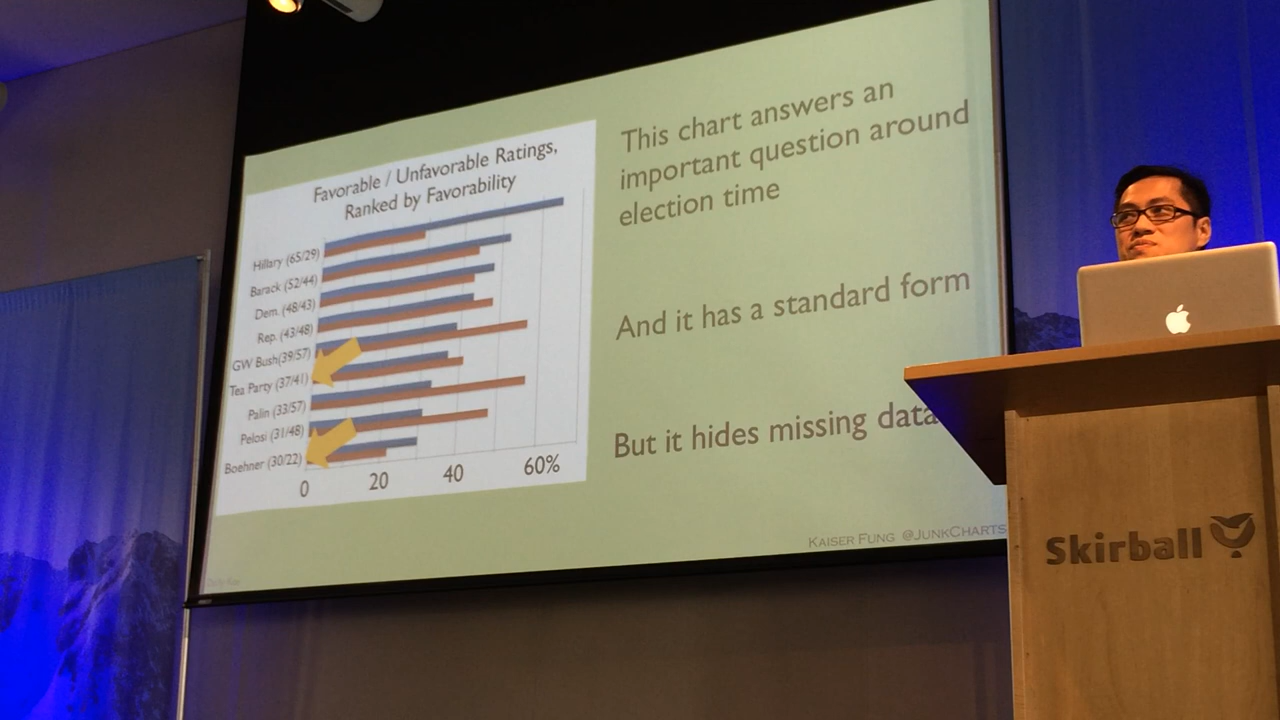 Favorable / Unfavorable Ratings,
Ranked by Favorability
Hillary (65/29)
Barack (52/44)
Dem. (48/43)
Rep. (43/48)
GW Bush(39/57)
Tea Party (37/41)
Palin (33/57)
Pelosi (31/48)
Boehner (30/22)
0 20 40 60%
This chart answers an
important question around
election time
And it has a standard form
But it hides missing data
KAISER FUNG @JUNKCHARTS
Skirball